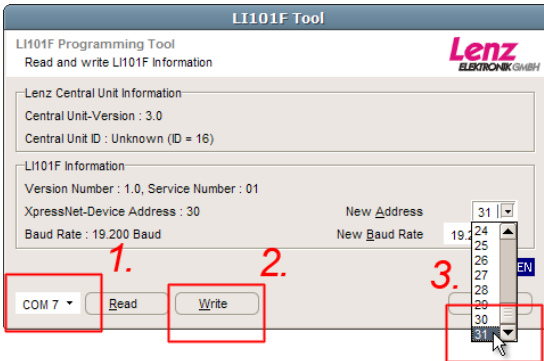 LI101F Tool
LI101F Programming Tool
Read and write LI101F Information
Lenz
ELEKTRONIK GMBH
Lenz Central Unit Information
Central Unit-Version : 3.0
Central Unit ID : Unknown (ID = 16)
LI101F Information
Version Number : 1.0, Service Number : 01
XpressNet-Device Address : 30
New Address
31
Baud Rate : 19.200 Baud
New Baud Rate
19.2
24
25
26
27
28
29
30
31
EN
1.
2.
3.
COM 7
Read
Write